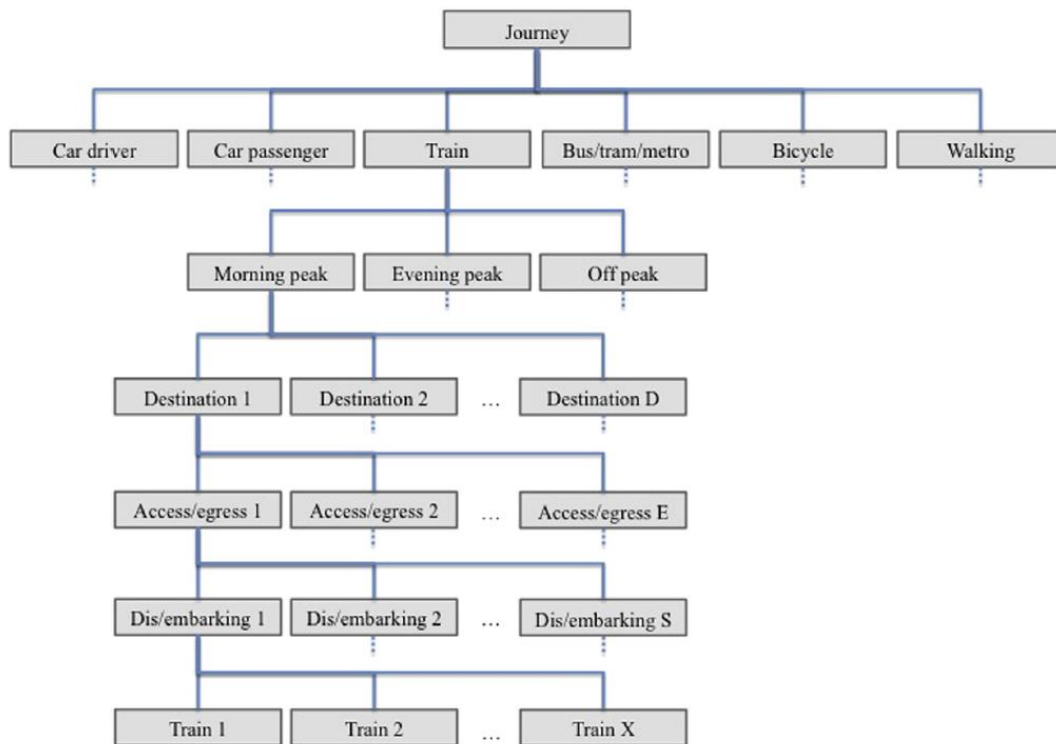 Journey
Car driver Car passenger Train Bus/tram/metro Bicycle Walking
Morning peak Evening peak Off peak
Destination 1 Destination 2 ... Destination D
Access/egress 1 Access/egress 2 ... Access/egress E
Dis/embarking 1 Dis/embarking 2 ... Dis/embarking S
Train 1 Train 2 ... Train X